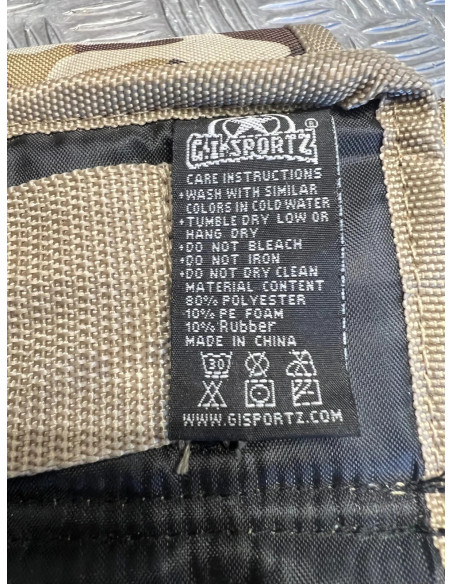 G.I. SPORTZ
®
CARE INSTRUCTIONS
•WASH WITH SIMILAR
COLORS IN COLD WATER
•TUMBLE DRY LOW OR
HANG DRY
•DO NOT BLEACH
•DO NOT IRON
•DO NOT DRY CLEAN
MATERIAL CONTENT
80% POLYESTER
10% PE FOAM
10% Rubber
MADE IN CHINA
30
WWW.GISPORTZ.COM